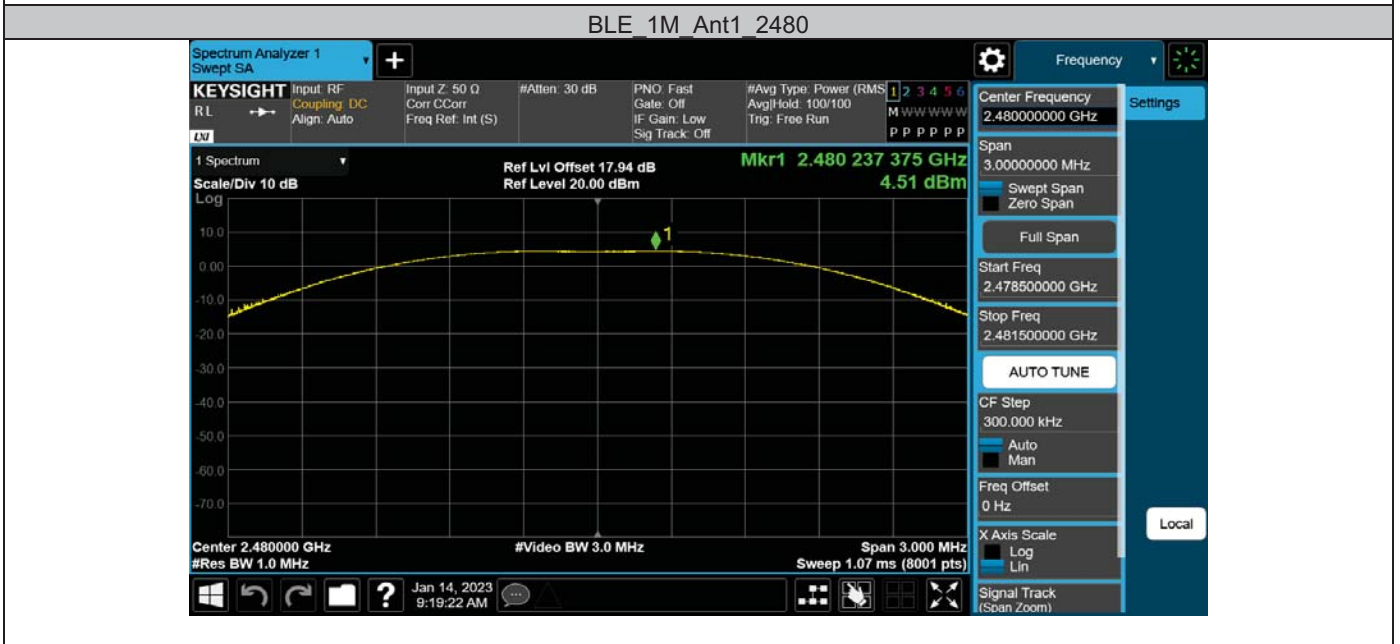 BLE_1M_Ant1_2480
Spectrum Analyzer 1
Swept SA
+
Frequency
KEYSIGHT
RL
LXI
Input: RF
Coupling: DC
Align: Auto
Input Z: 50 Ω
Corr CCorr
Freq Ref: Int (S)
#Atten: 30 dB
PNO: Fast
Gate: Off
IF Gain: Low
Sig Track: Off
#Avg Type: Power (RMS
Avg|Hold: 100/100
Trig: Free Run
1 2 3 4 5 6
M W W W W W
P P P P P P
1 Spectrum
Scale/Div 10 dB
Log
Ref Lvl Offset 17.94 dB
Ref Level 20.00 dBm
Mkr1 2.480 237 375 GHz
4.51 dBm
1
10.0
0.00
-10.0
-20.0
-30.0
-40.0
-50.0
-60.0
-70.0
Center 2.480000 GHz
#Res BW 1.0 MHz
#Video BW 3.0 MHz
Span 3.000 MHz
Sweep 1.07 ms (8001 pts)
Center Frequency
2.480000000 GHz
Settings
Span
3.00000000 MHz
Swept Span
Zero Span
Full Span
Start Freq
2.478500000 GHz
Stop Freq
2.481500000 GHz
AUTO TUNE
CF Step
300.000 kHz
Auto
Man
Freq Offset
0 Hz
X Axis Scale
Log
Lin
Local
Signal Track
(Span Zoom)
?
Jan 14, 2023
9:19:22 AM